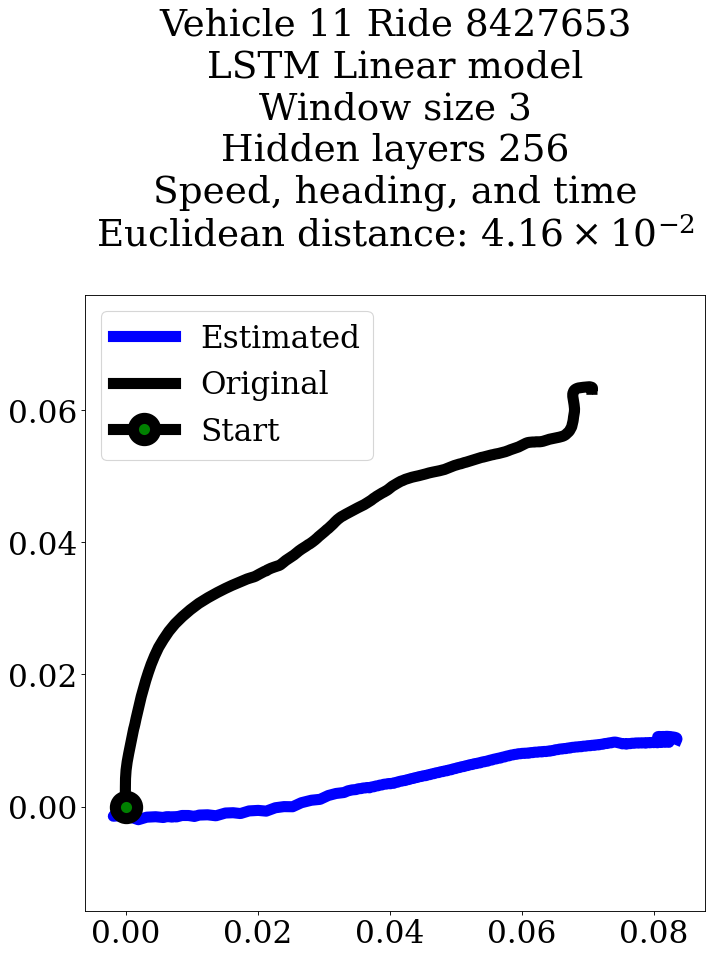 Vehicle 11 Ride 8427653
LSTM Linear model
Window size 3
Hidden layers 256
Speed, heading, and time
Euclidean distance: 4.16 × 10⁻²
Estimated
Original
Start
0.06
0.04
0.02
0.00
0.00 0.02 0.04 0.06 0.08